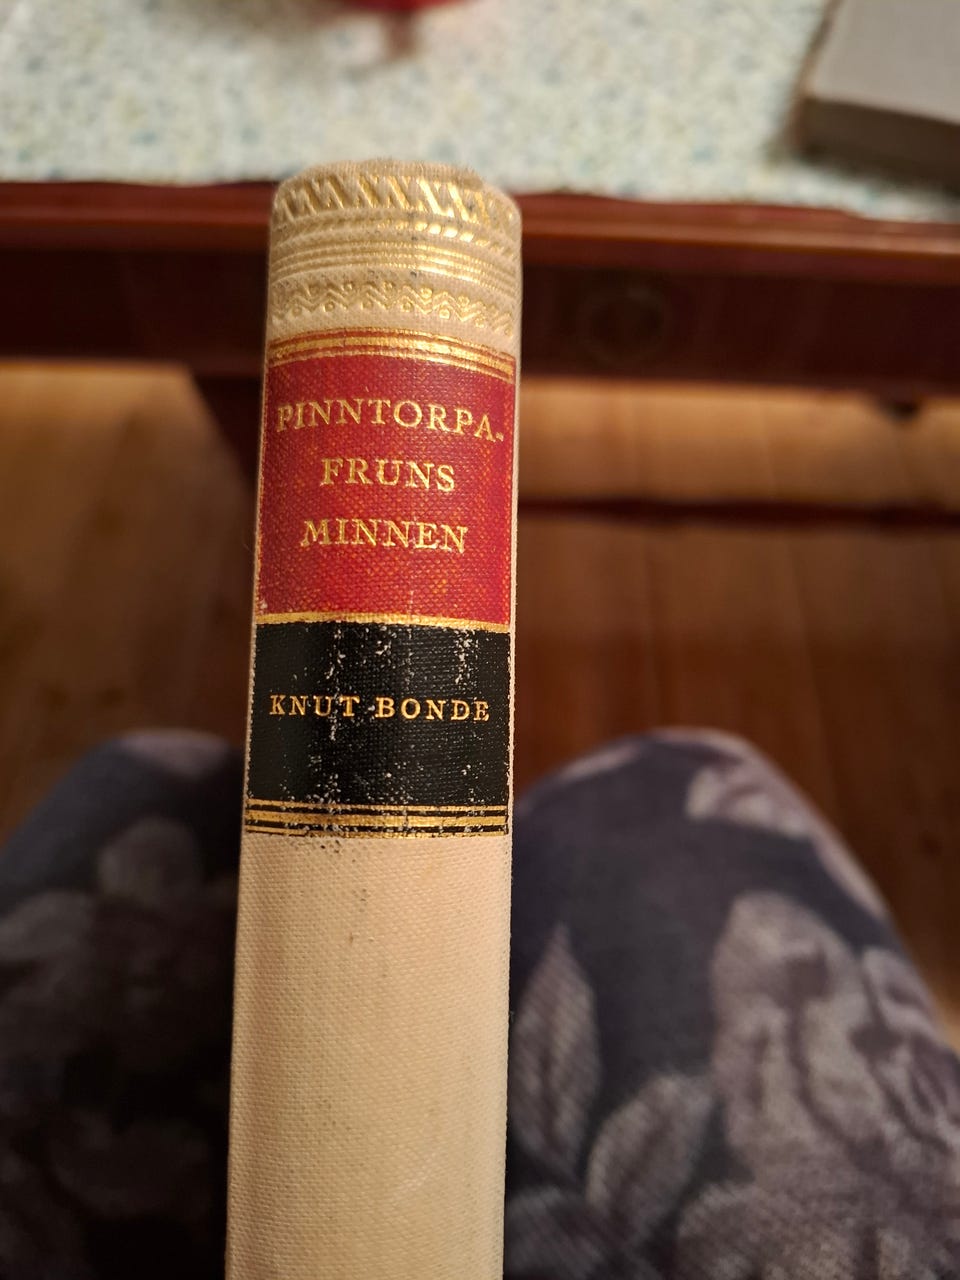 PINNTORPA-
FRUNS
MINNEN
KNUT BONDE